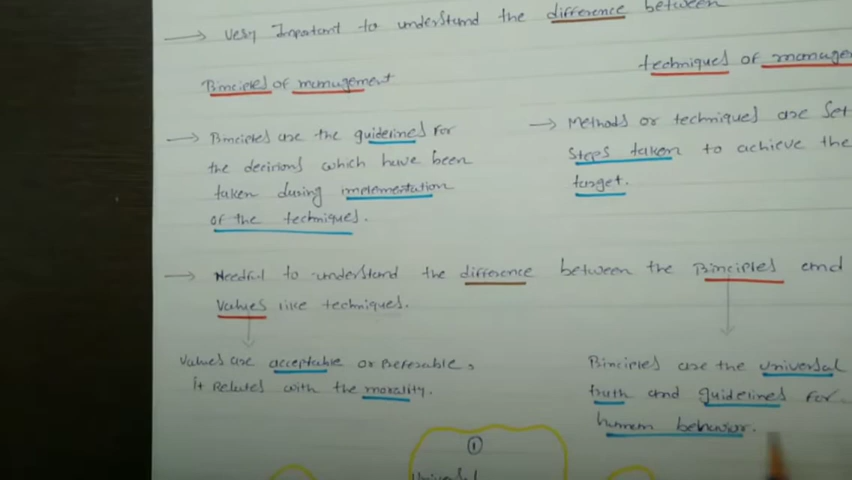 → Very Important to understand the difference between
Principles of management
techniques of manage
→ Principles are the guidelines for
the decisions which have been
taken during implementation
of the techniques.
→ Methods or techniques are set
steps taken to achieve the
target.
→ Needful to understand the difference between the Principles and
values like techniques.
Values are acceptable or Preferable,
it Relates with the morality.
Principles are the universal
truth and guidelines for
human behavior.
①
Universal